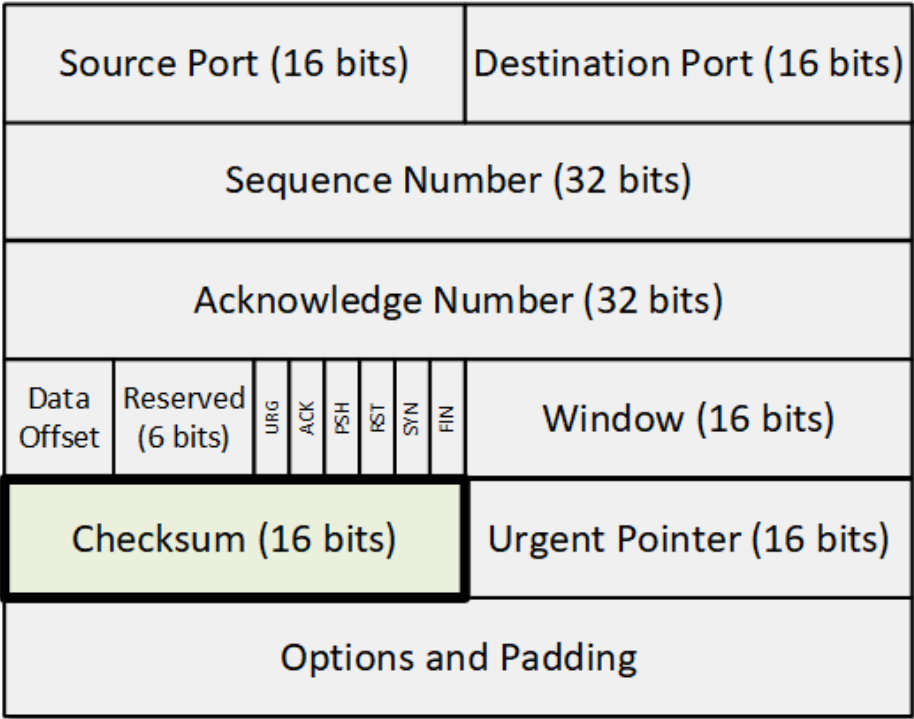 Source Port (16 bits)
Destination Port (16 bits)
Sequence Number (32 bits)
Acknowledge Number (32 bits)
Data
Offset
Reserved
(6 bits)
URG
ACK
PSH
RST
SYN
FIN
Window (16 bits)
Checksum (16 bits)
Urgent Pointer (16 bits)
Options and Padding